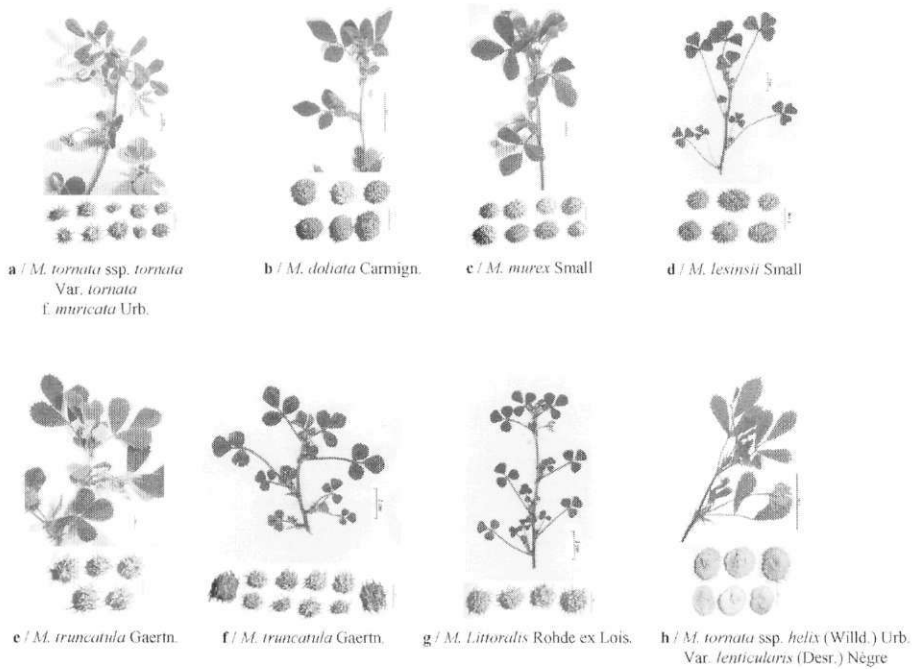 a / M. tornata ssp. tornata
Var. tornata
f. muricata Urb.
b / M. doliata Carmign.
c / M. murex Small
d / M. lesinsii Small
e / M. truncatula Gaertn.
f / M. truncatula Gaertn.
g / M. Littoralis Rohde ex Lois.
h / M. tornata ssp. helix (Willd.) Urb.
Var. lenticularis (Desr.) Nègre